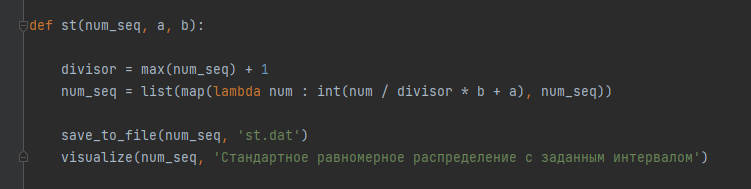 def st(num_seq, a, b):
divisor = max(num_seq) + 1
num_seq = list(map(lambda num : int(num / divisor * b + a), num_seq))
save_to_file(num_seq, 'st.dat')
visualize(num_seq, 'Стандартное равномерное распределение с заданным интервалом')